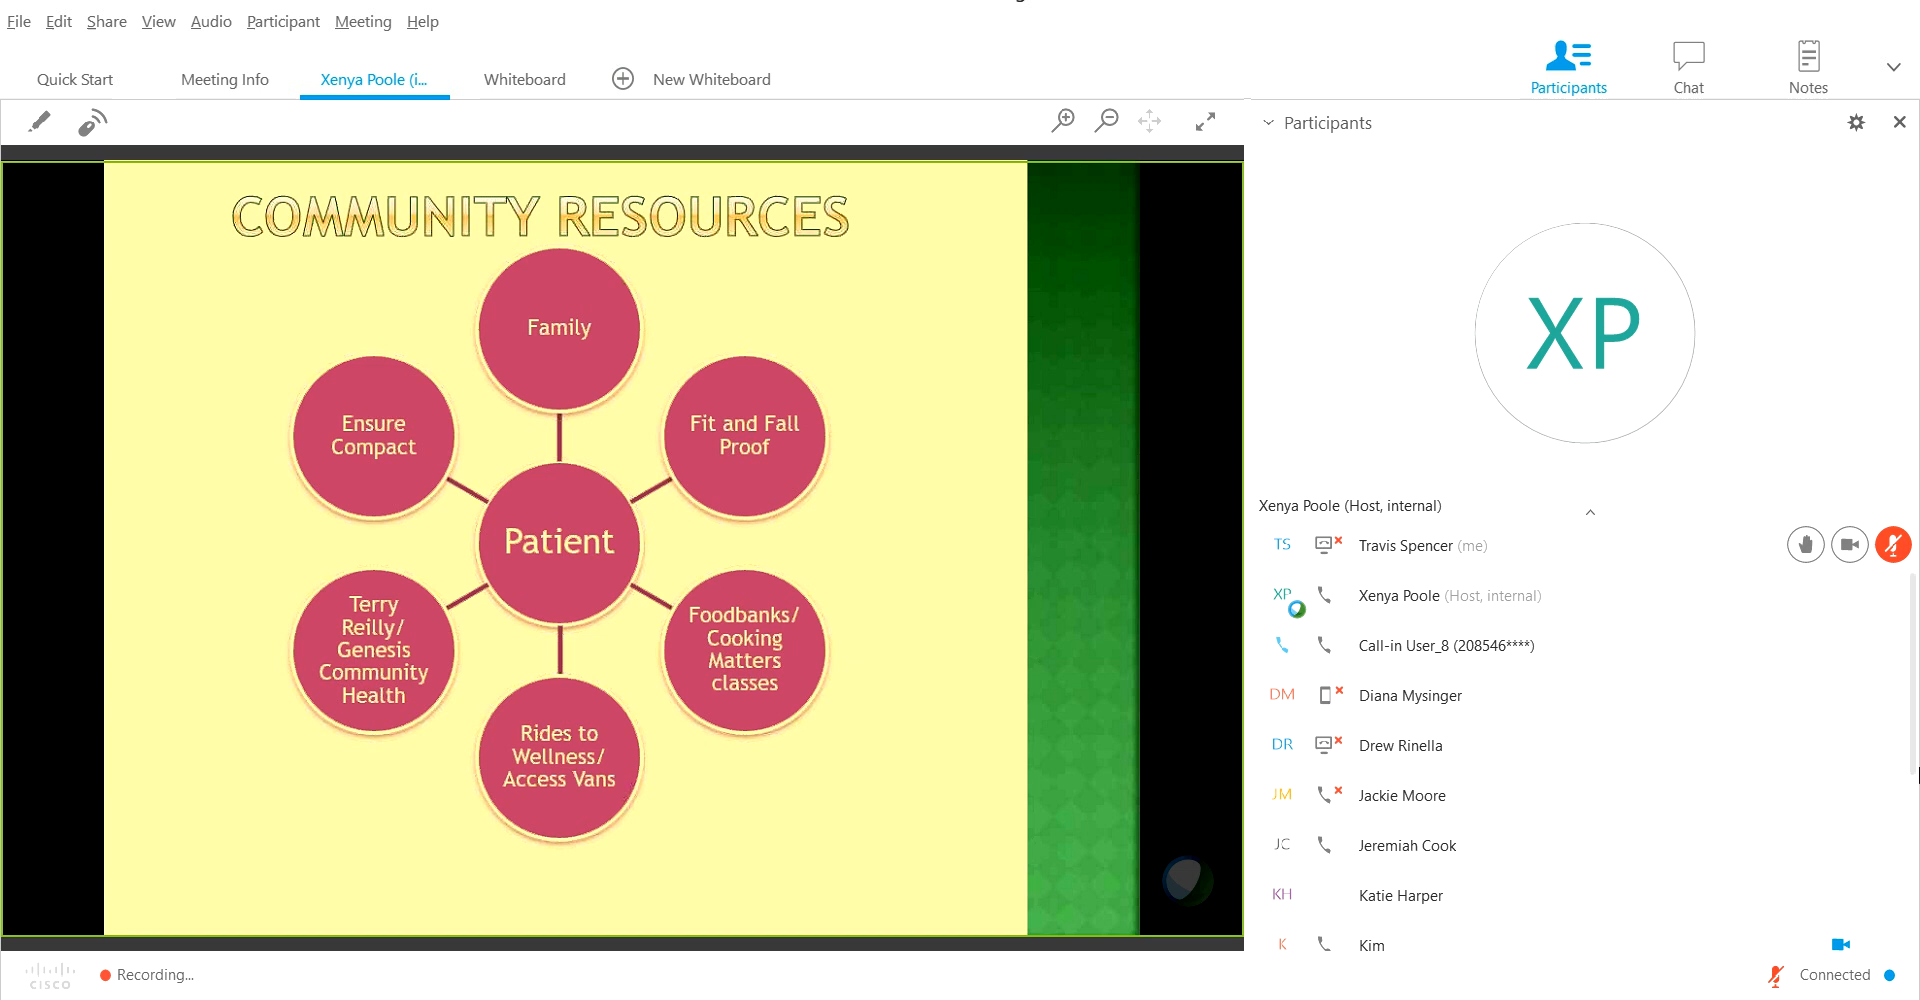 File Edit Share View Audio Participant Meeting Help
Quick Start Meeting Info Xenya Poole (i... Whiteboard New Whiteboard
Participants Chat Notes
Participants
COMMUNITY RESOURCES
Family
Ensure
Compact
Fit and Fall
Proof
Patient
Terry
Reilly/
Genesis
Community
Health
Foodbanks/
Cooking
Matters
classes
Rides to
Wellness/
Access Vans
XP
Xenya Poole (Host, internal)
TS Travis Spencer (me)
XP Xenya Poole (Host, internal)
Call-in User_8 (208546****)
DM Diana Mysinger
DR Drew Rinella
JM Jackie Moore
JC Jeremiah Cook
KH Katie Harper
K Kim
CISCO Recording...
Connected